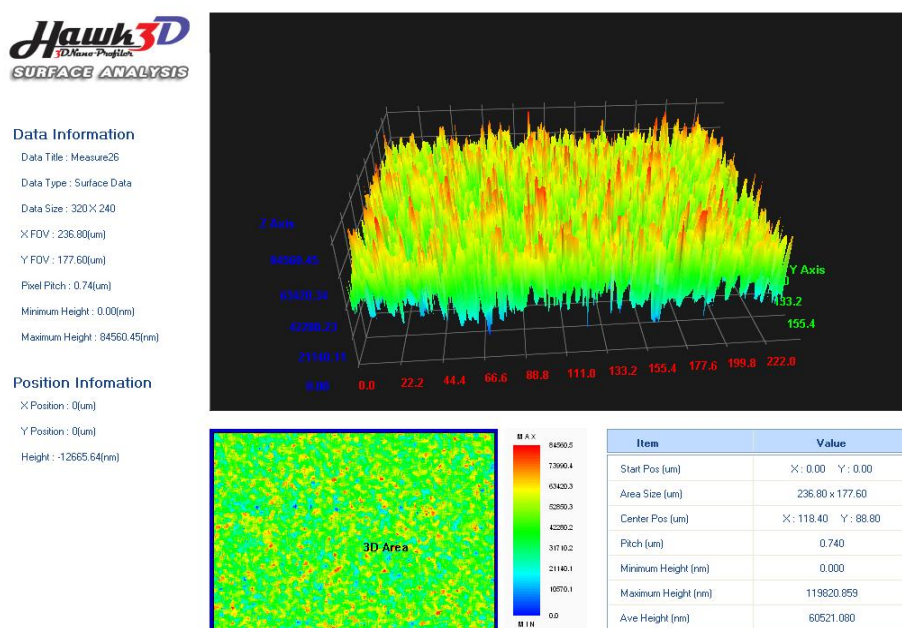 Hawk3D
3D Nano Profiler
SURFACE ANALYSIS
Data Information
Data Title : Measure26
Data Type : Surface Data
Data Size : 320 X 240
X FOV : 236.80(um)
Y FOV : 177.60(um)
Pixel Pitch : 0.74(um)
Minimum Height : 0.00(nm)
Maximum Height : 84560.45(nm)
Position Infomation
X Position : 0(um)
Y Position : 0(um)
Height : -12665.64(nm)
Y Axis
155.4
0.0 22.2 44.4 66.6 88.8 111.0 133.2 155.4 177.6 199.8 222.0
3D Area
MAX
84560.5
73990.4
63420.3
52850.3
42280.2
31710.2
21140.1
10570.1
0.0
MIN
Item Value
Start Pos (um) X : 0.00 Y : 0.00
Area Size (um) 236.80 x 177.60
Center Pos (um) X : 118.40 Y : 88.80
Pitch (um) 0.740
Minimum Height (nm) 0.000
Maximum Height (nm) 119820.859
Ave Height (nm) 60521.080